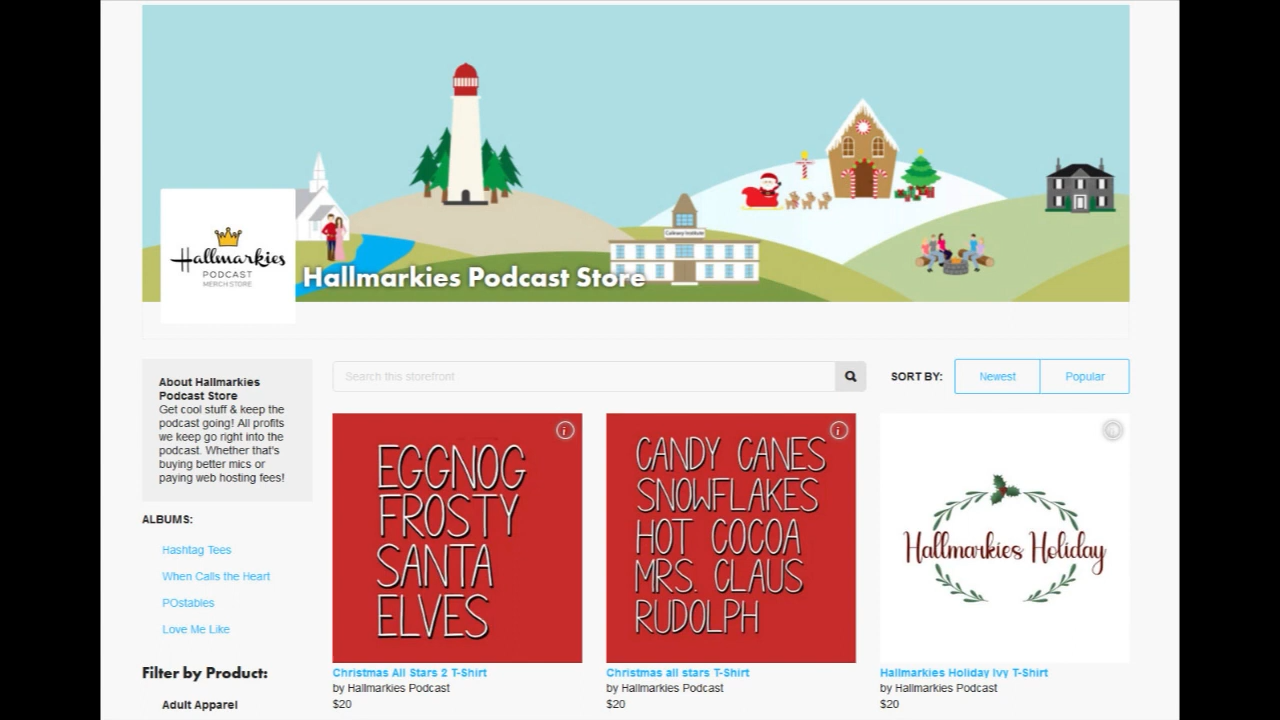 Culinary Institute
Hallmarkies
PODCAST
MERCH STORE
Hallmarkies Podcast Store
About Hallmarkies
Podcast Store
Get cool stuff & keep the
podcast going! All profits
we keep go right into the
podcast. Whether that's
buying better mics or
paying web hosting fees!
Search this storefront
SORT BY:
Newest
Popular
ALBUMS:
Hashtag Tees
When Calls the Heart
POstables
Love Me Like
Filter by Product:
Adult Apparel
EGGNOG
FROSTY
SANTA
ELVES
Christmas All Stars 2 T-Shirt
by Hallmarkies Podcast
$20
CANDY CANES
SNOWFLAKES
HOT COCOA
MRS. CLAUS
RUDOLPH
Christmas all stars T-Shirt
by Hallmarkies Podcast
$20
Hallmarkies Holiday
Hallmarkies Holiday Ivy T-Shirt
by Hallmarkies Podcast
$20